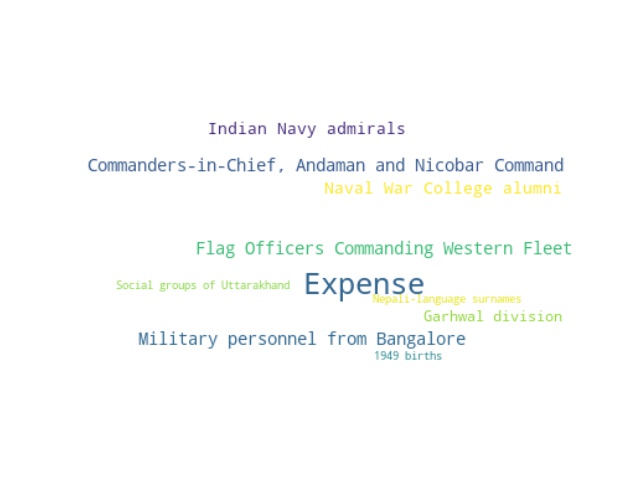 Indian Navy admirals
Commanders-in-Chief, Andaman and Nicobar Command
Naval War College alumni
Flag Officers Commanding Western Fleet
Social groups of Uttarakhand
Expense
Nepali-language surnames
Garhwal division
Military personnel from Bangalore
1949 births